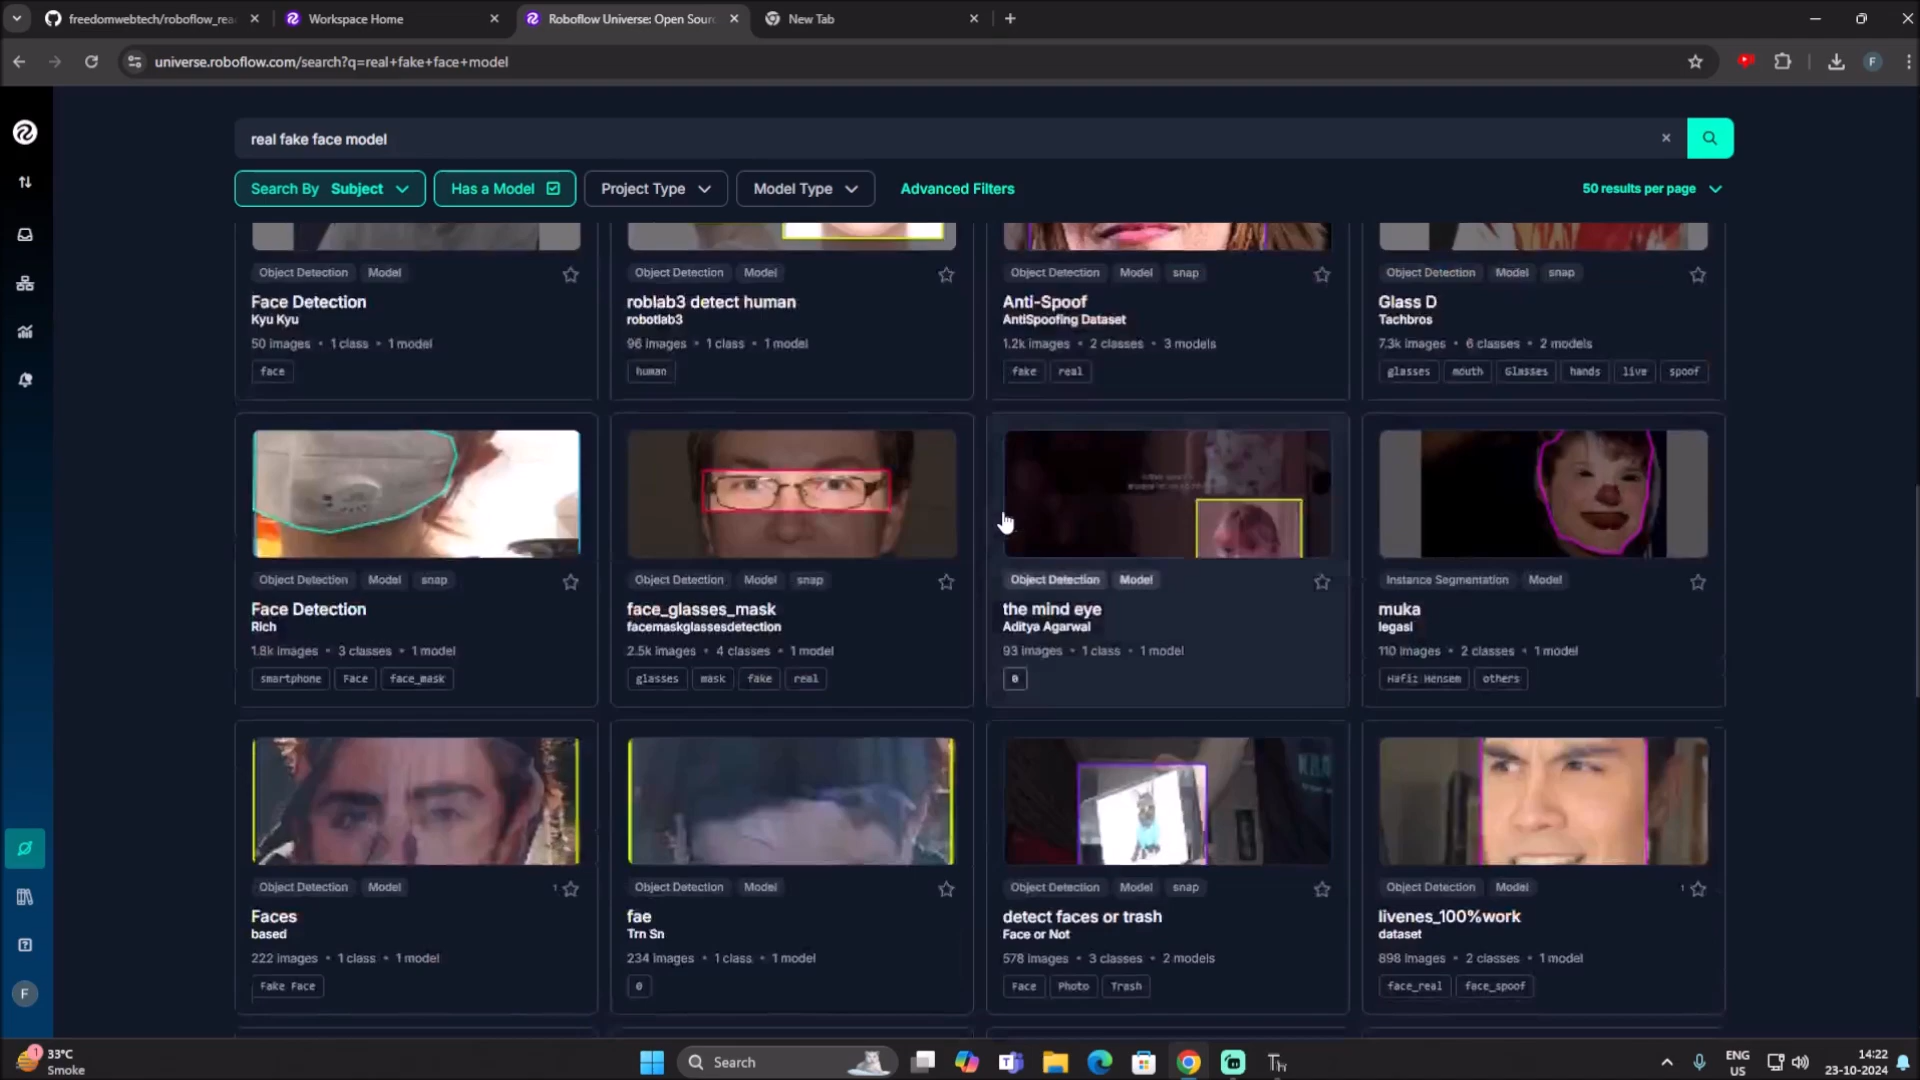 freedomwebtech/roboflow_rea
Workspace Home
Roboflow Universe: Open Sourc
New Tab
universe.roboflow.com/search?q=real+fake+face+model
F
real fake face model
Search By Subject
Has a Model
Project Type
Model Type
Advanced Filters
50 results per page
Object Detection Model
Object Detection Model
Object Detection Model snap
Object Detection Model snap
Face Detection
roblab3 detect human
Anti-Spoof
Glass D
Kyu Kyu
robotlab3
AntiSpoofing Dataset
Tachbros
50 images • 1 class • 1 model
96 images • 1 class • 1 model
1.2k images • 2 classes • 3 models
7.3k images • 6 classes • 2 models
face
human
fake real
glasses mouth Glasses hands live spoof
Object Detection Model snap
Object Detection Model snap
Object Detection Model
Instance Segmentation Model
Face Detection
face_glasses_mask
the mind eye
muka
Rich
facemaskglassesdetection
Aditya Agarwal
legasi
1.8k images • 3 classes • 1 model
2.5k images • 4 classes • 1 model
93 images • 1 class • 1 model
110 images • 2 classes • 1 model
smartphone Face face_mask
glasses mask fake real
0
Hafiz Hensem others
Object Detection Model 1
Object Detection Model
Object Detection Model snap
Object Detection Model 1
Faces
fae
detect faces or trash
livenes_100%work
based
Trn Sn
Face or Not
dataset
222 images • 1 class • 1 model
234 images • 1 class • 1 model
578 images • 3 classes • 2 models
898 images • 2 classes • 1 model
Fake Face
0
Face Photo Trash
face_real face_spoof
F
1
33°C
Smoke
Search
ENG
US
14:22
23-10-2024